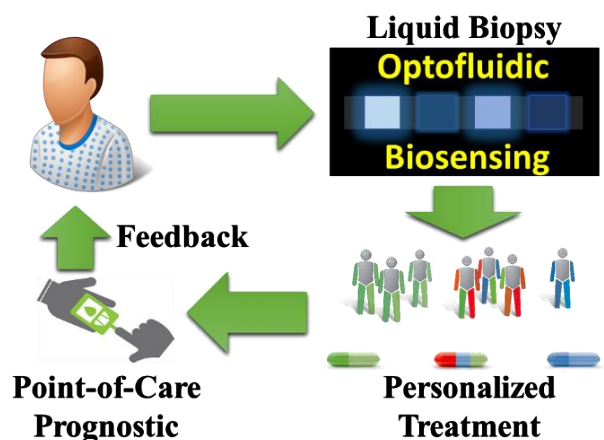 Liquid Biopsy
Optofluidic
Biosensing
Feedback
Point-of-Care
Prognostic
Personalized
Treatment